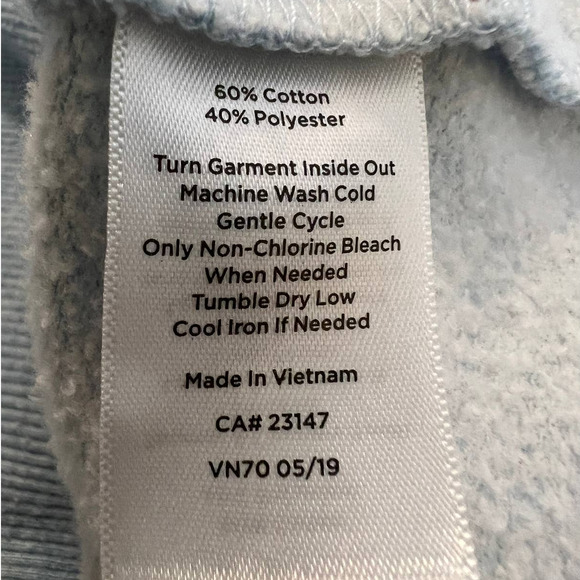 60% Cotton
40% Polyester
Turn Garment Inside Out
Machine Wash Cold
Gentle Cycle
Only Non-Chlorine Bleach
When Needed
Tumble Dry Low
Cool Iron If Needed
Made In Vietnam
CA# 23147
VN70 05/19